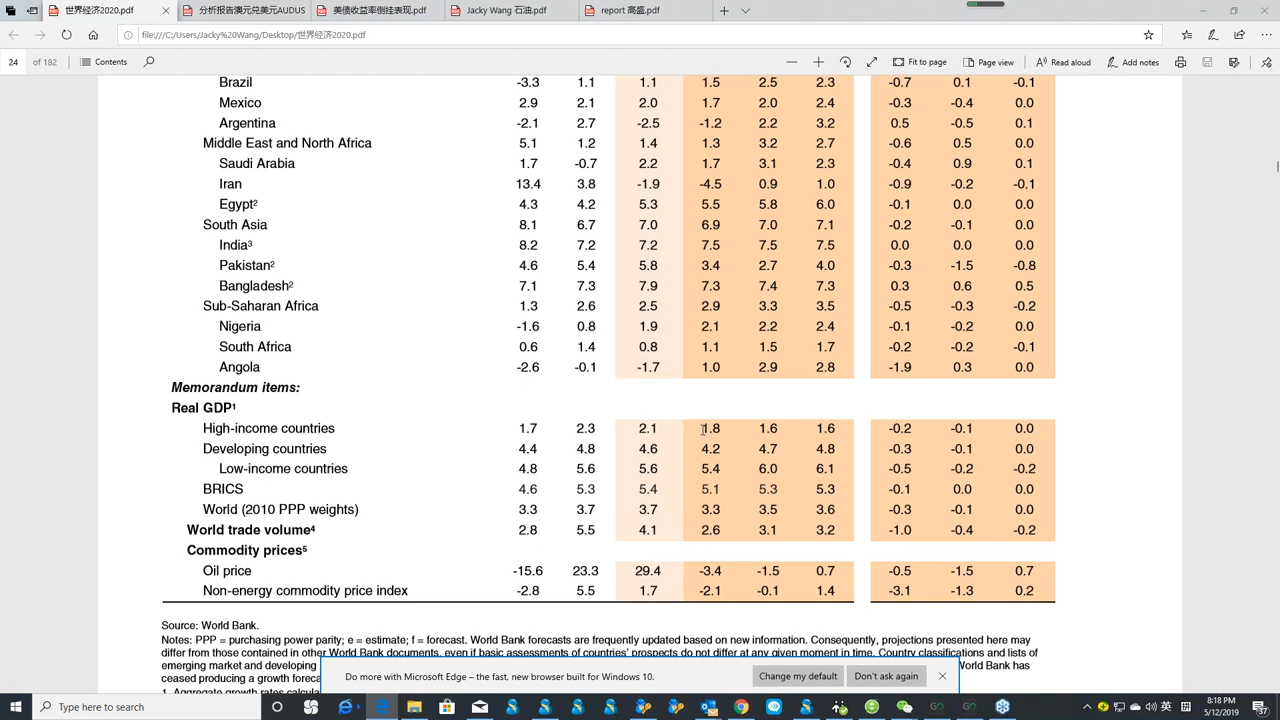 世界经济2020.pdf
分析报告澳元兑美元AUDUS
美债收益率倒挂表现.pdf
Jacky Wang 石油.pdf
report 高盛.pdf
file:///C:/Users/Jacky%20Wang/Desktop/世界经济2020.pdf
24 of 182 Contents Fit to page Page view Read aloud Add notes
Brazil -3.3 1.1 1.1 1.5 2.5 2.3 -0.7 0.1 -0.1
Mexico 2.9 2.1 2.0 1.7 2.0 2.4 -0.3 -0.4 0.0
Argentina -2.1 2.7 -2.5 -1.2 2.2 3.2 0.5 -0.5 0.1
Middle East and North Africa 5.1 1.2 1.4 1.3 3.2 2.7 -0.6 0.5 0.0
Saudi Arabia 1.7 -0.7 2.2 1.7 3.1 2.3 -0.4 0.9 0.1
Iran 13.4 3.8 -1.9 -4.5 0.9 1.0 -0.9 -0.2 -0.1
Egypt² 4.3 4.2 5.3 5.5 5.8 6.0 -0.1 0.0 0.0
South Asia 8.1 6.7 7.0 6.9 7.0 7.1 -0.2 -0.1 0.0
India³ 8.2 7.2 7.2 7.5 7.5 7.5 0.0 0.0 0.0
Pakistan² 4.6 5.4 5.8 3.4 2.7 4.0 -0.3 -1.5 -0.8
Bangladesh² 7.1 7.3 7.9 7.3 7.4 7.3 0.3 0.6 0.5
Sub-Saharan Africa 1.3 2.6 2.5 2.9 3.3 3.5 -0.5 -0.3 -0.2
Nigeria -1.6 0.8 1.9 2.1 2.2 2.4 -0.1 -0.2 0.0
South Africa 0.6 1.4 0.8 1.1 1.5 1.7 -0.2 -0.2 -0.1
Angola -2.6 -0.1 -1.7 1.0 2.9 2.8 -1.9 0.3 0.0
Memorandum items:
Real GDP¹
High-income countries 1.7 2.3 2.1 1.8 1.6 1.6 -0.2 -0.1 0.0
Developing countries 4.4 4.8 4.6 4.2 4.7 4.8 -0.3 -0.1 0.0
Low-income countries 4.8 5.6 5.6 5.4 6.0 6.1 -0.5 -0.2 -0.2
BRICS 4.6 5.3 5.4 5.1 5.3 5.3 -0.1 0.0 0.0
World (2010 PPP weights) 3.3 3.7 3.7 3.3 3.5 3.6 -0.3 -0.1 0.0
World trade volume⁴ 2.8 5.5 4.1 2.6 3.1 3.2 -1.0 -0.4 -0.2
Commodity prices⁵
Oil price -15.6 23.3 29.4 -3.4 -1.5 0.7 -0.5 -1.5 0.7
Non-energy commodity price index -2.8 5.5 1.7 -2.1 -0.1 1.4 -3.1 -1.3 0.2
Source: World Bank.
Notes: PPP = purchasing power parity; e = estimate; f = forecast. World Bank forecasts are frequently updated based on new information. Consequently, projections presented here may
differ from those contained in other World Bank documents, even if basic assessments of countries' prospects do not differ at any given moment in time. Country classifications and lists of
emerging market and developing World Bank has
ceased producing a growth foreca
1. Aggregate growth rates calcula
Do more with Microsoft Edge – the fast, new browser built for Windows 10.
Change my default
Don't ask again
Type here to search
英
8:18 PM
5/12/2019